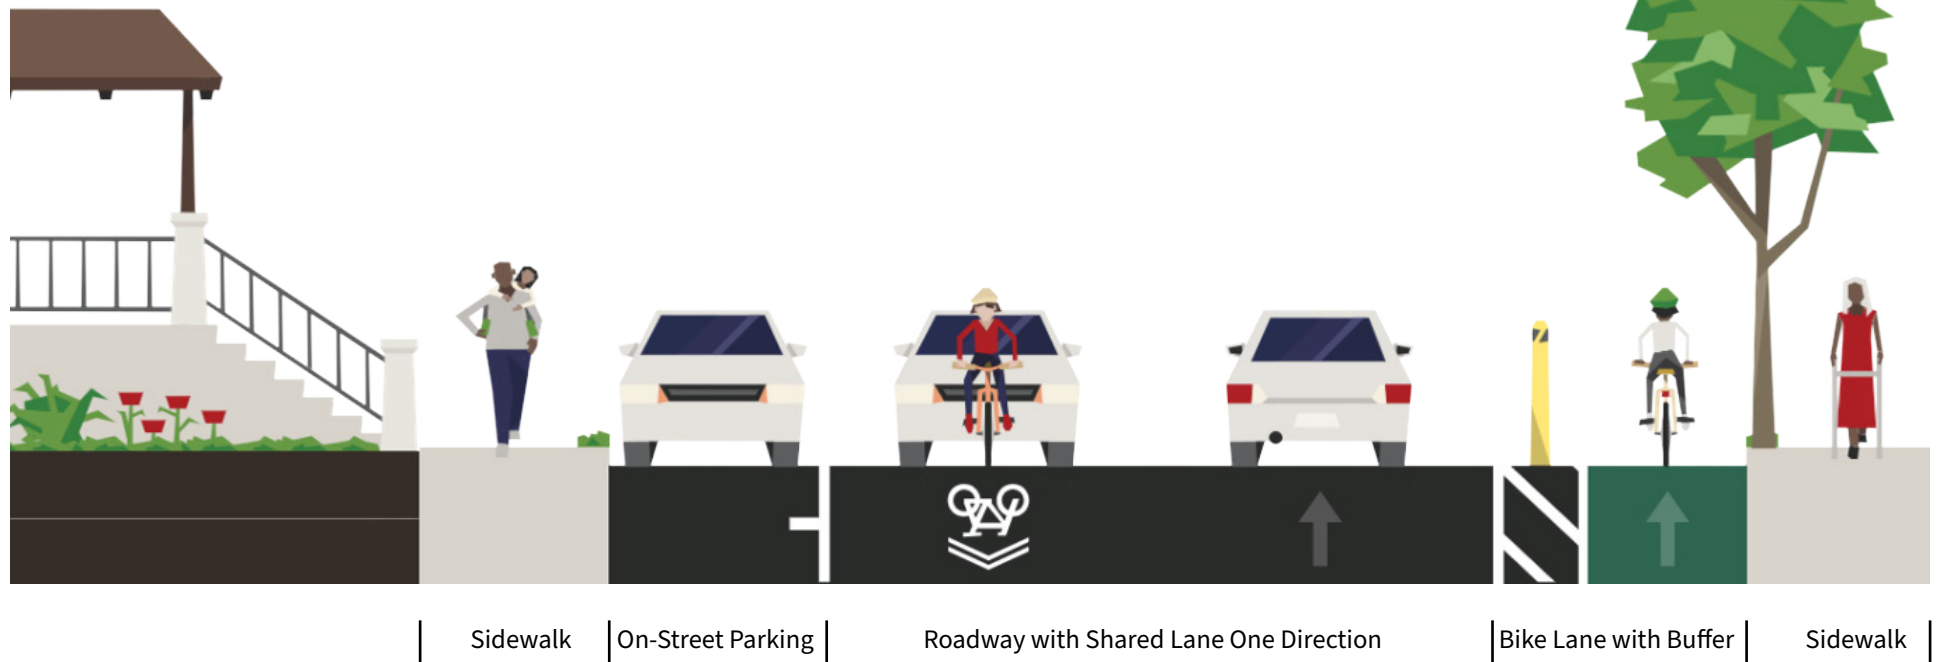 Sidewalk
On-Street Parking
Roadway with Shared Lane One Direction
Bike Lane with Buffer
Sidewalk